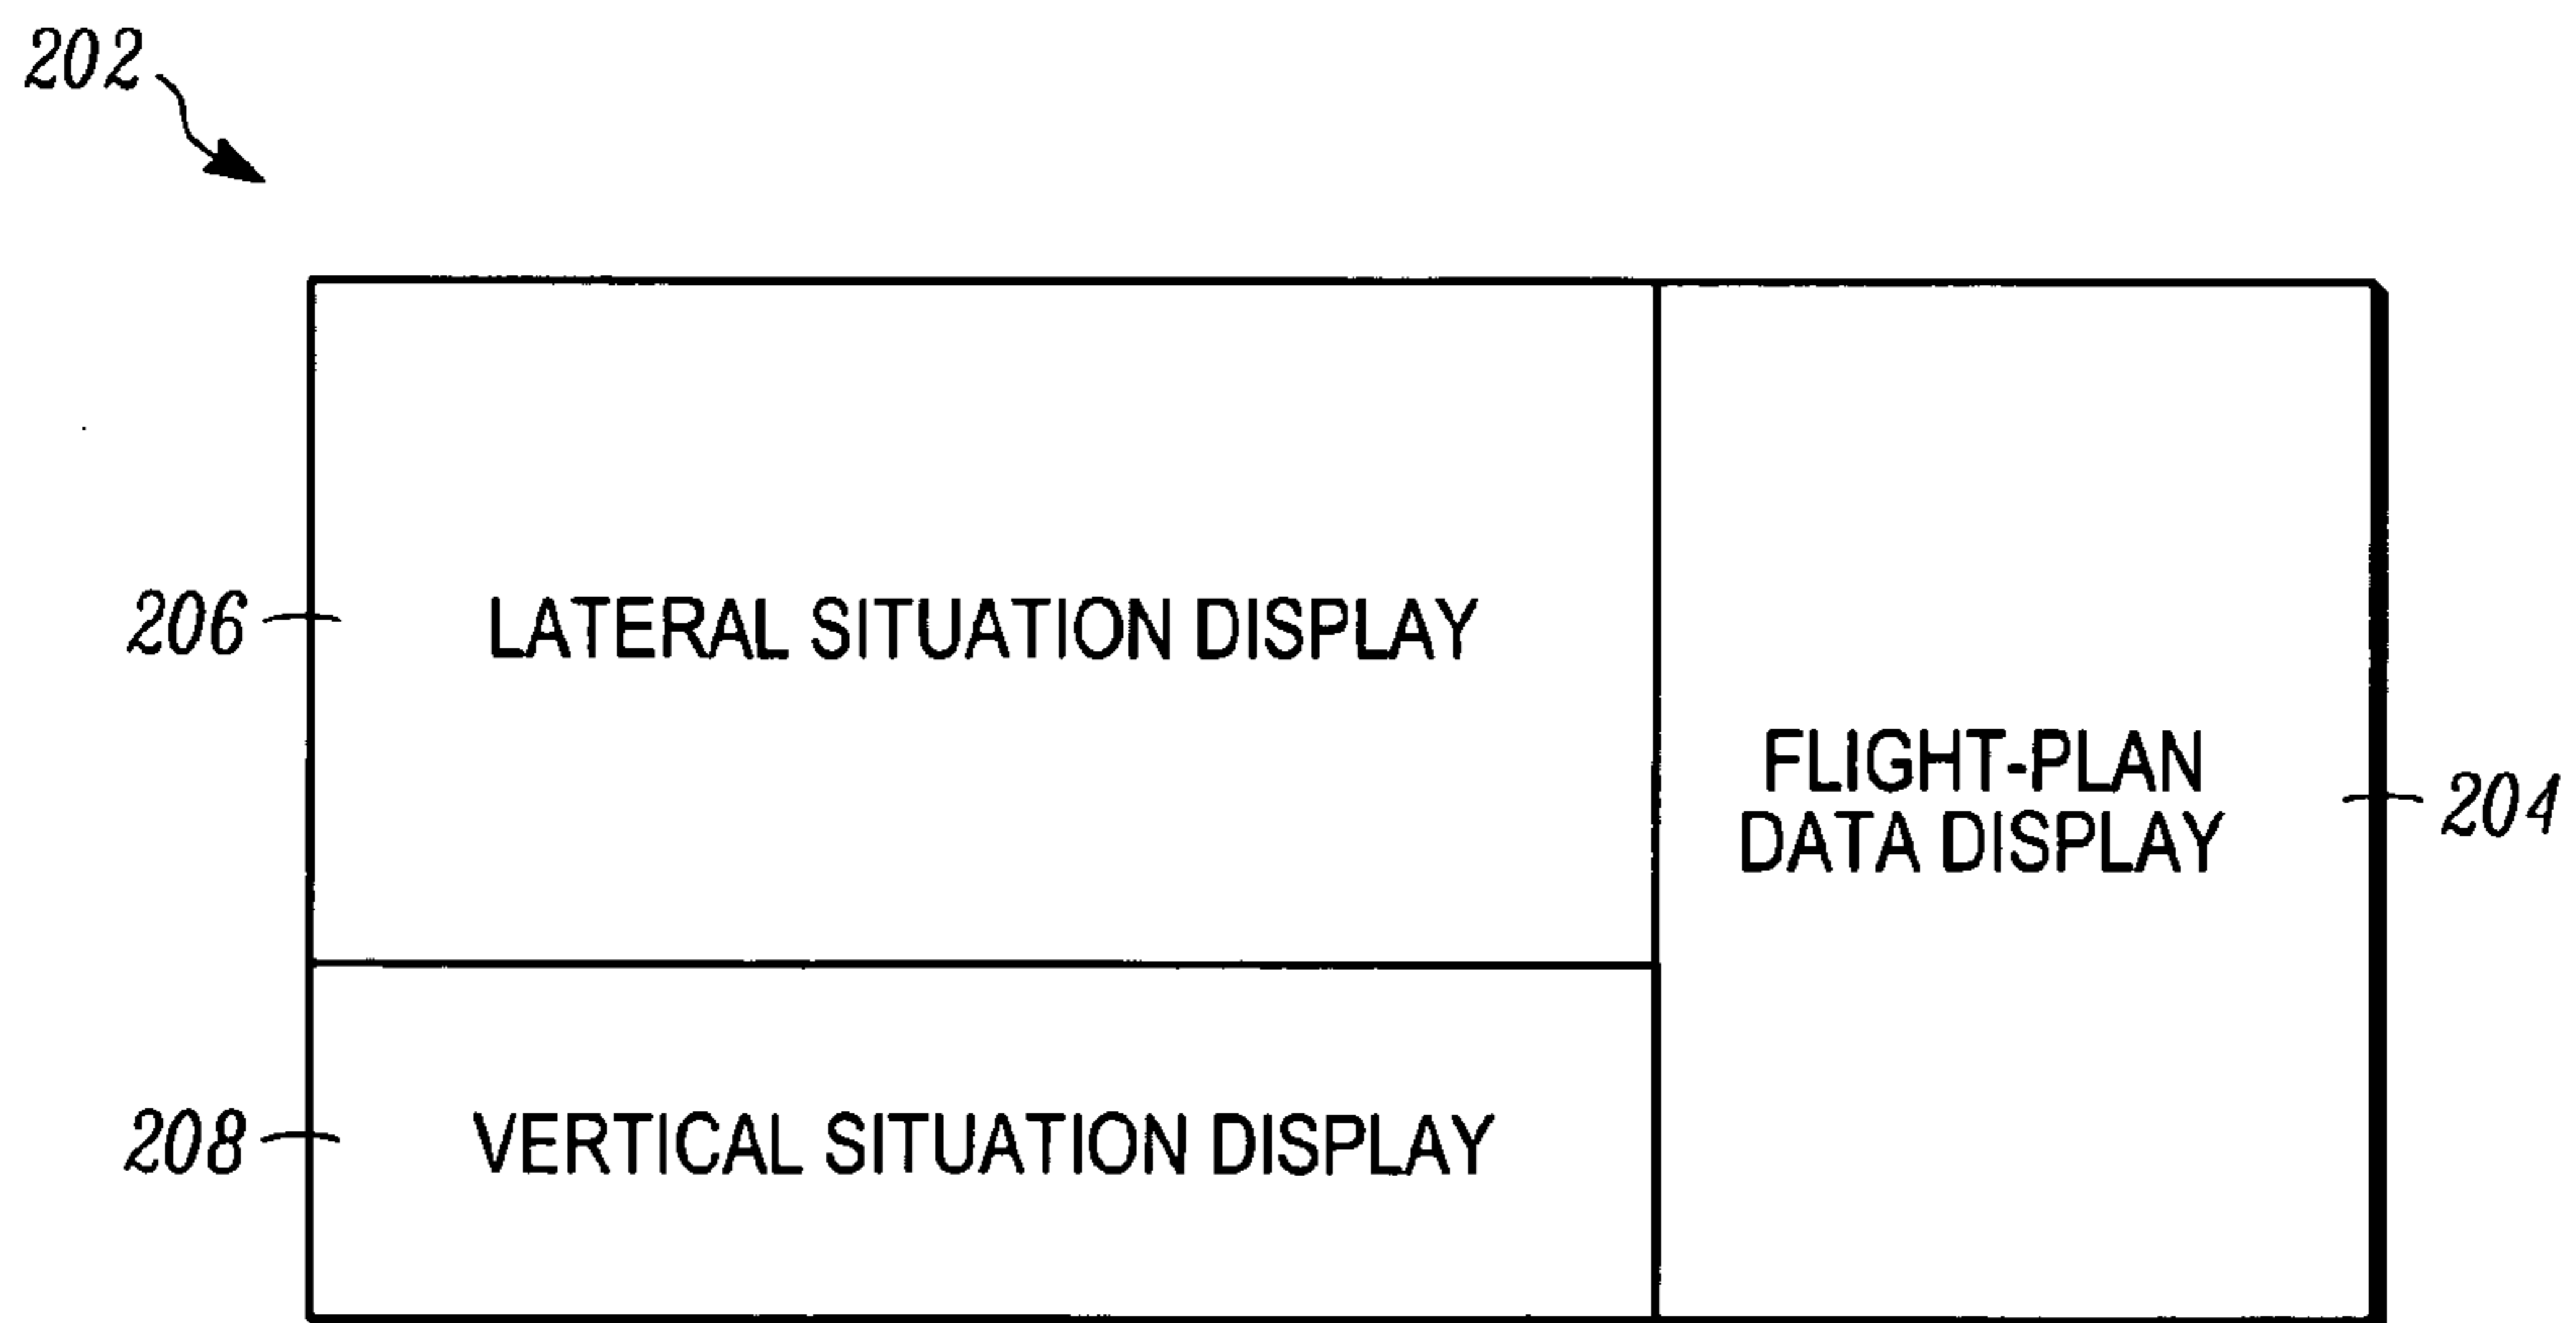 202
206
LATERAL SITUATION DISPLAY
FLIGHT-PLAN
DATA DISPLAY
204
208
VERTICAL SITUATION DISPLAY